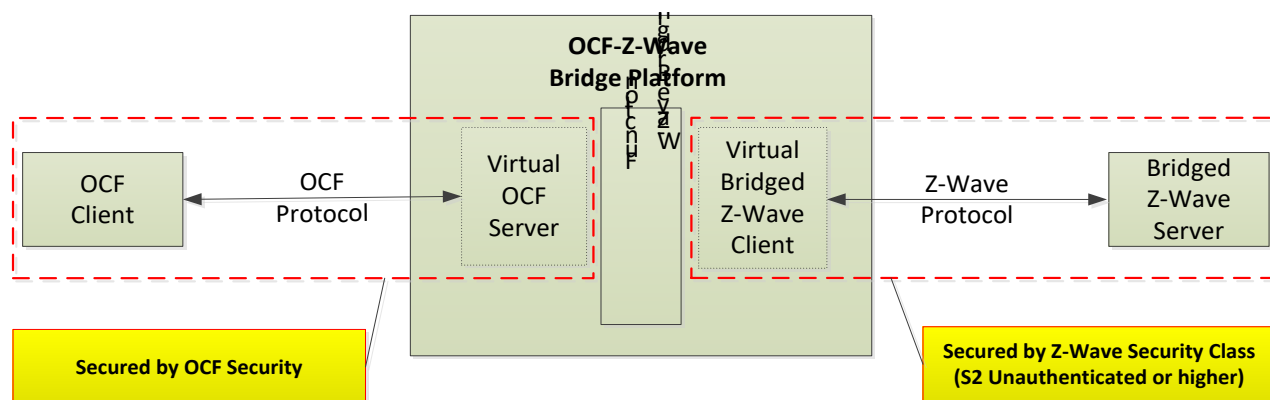 OCF-Z-Wave
Bridge Platform
OCF
Client
OCF
Protocol
Virtual
OCF
Server
Virtual
Bridged
Z-Wave
Client
Z-Wave
Protocol
Bridged
Z-Wave
Server
Secured by OCF Security
Secured by Z-Wave Security Class
(S2 Unauthenticated or higher)